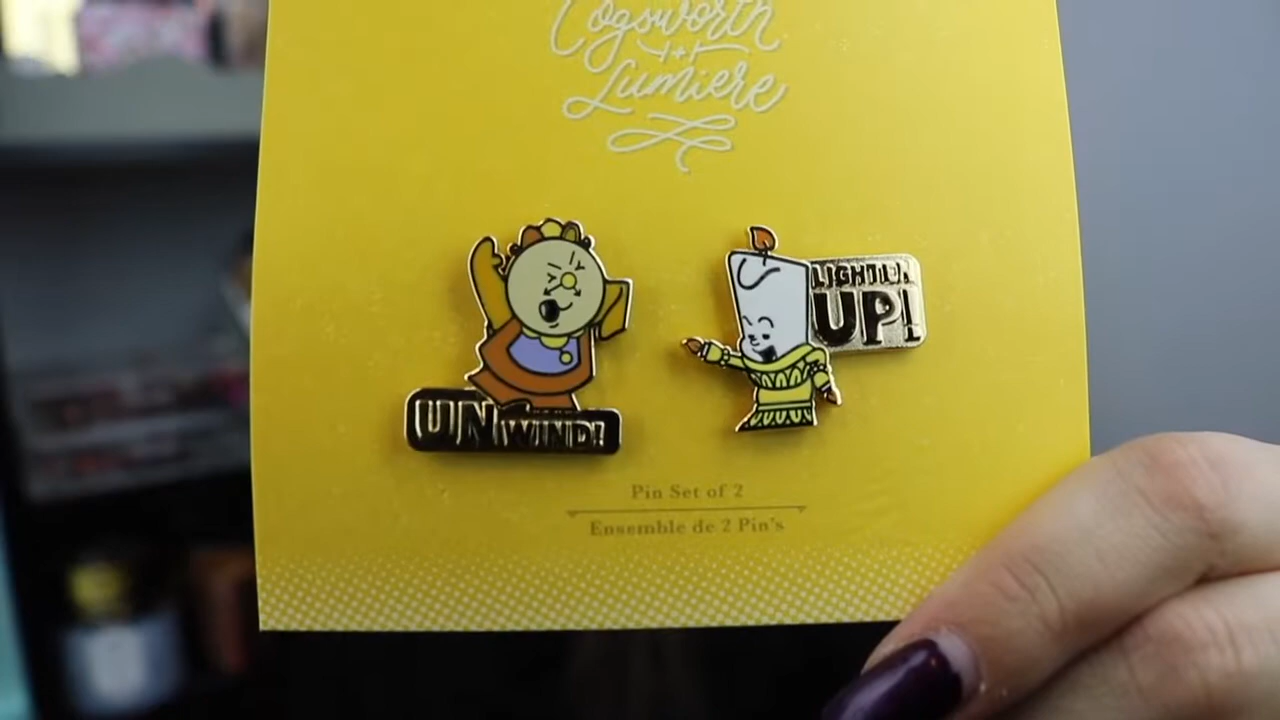 Cogsworth
+
Lumiere
LIGHTEN
UP!
UNWIND!
Pin Set of 2
Ensemble de 2 Pin's